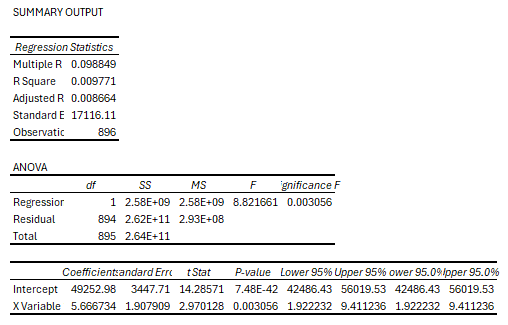 SUMMARY OUTPUT
Regression Statistics
Multiple R 0.098849
R Square 0.009771
Adjusted R 0.008664
Standard E 17116.11
Observatic 896
ANOVA
df SS MS F ignificance F
Regressior 1 2.58E+09 2.58E+09 8.821661 0.003056
Residual 894 2.62E+11 2.93E+08
Total 895 2.64E+11
Coefficients andard Erro t Stat P-value Lower 95% Upper 95% ower 95.0% Ipper 95.0%
Intercept 49252.98 3447.71 14.28571 7.48E-42 42486.43 56019.53 42486.43 56019.53
X Variable 5.666734 1.907909 2.970128 0.003056 1.922232 9.411236 1.922232 9.411236